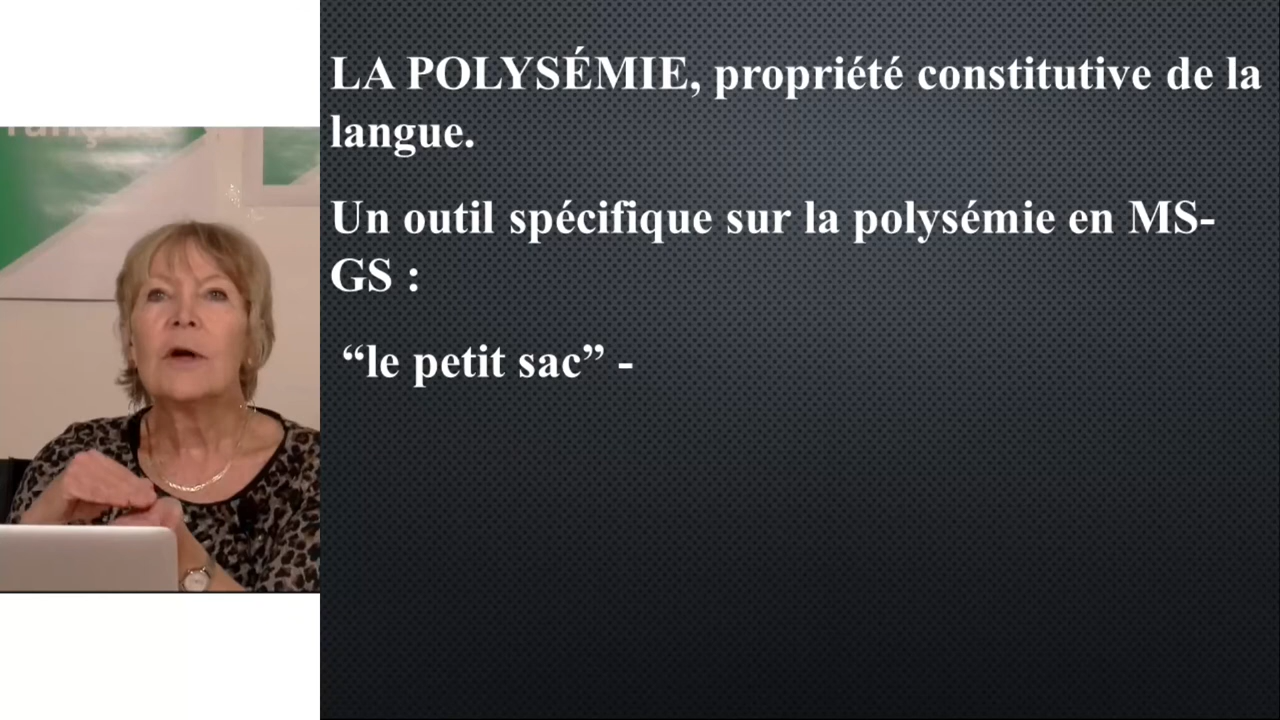 LA POLYSÉMIE, propriété constitutive de la
langue.
Un outil spécifique sur la polysémie en MS-
GS :
“le petit sac” -